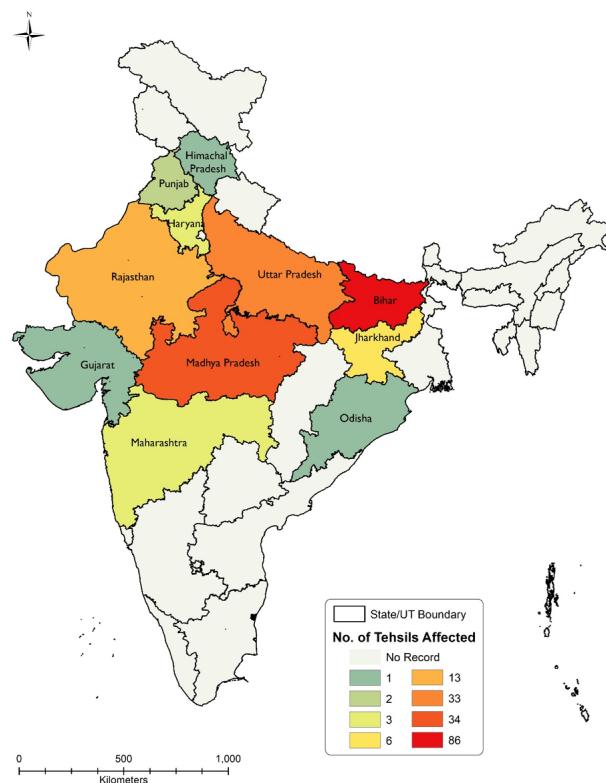 N
Himachal
Pradesh
Punjab
Haryana
Rajasthan
Uttar Pradesh
Bihar
Jharkhand
Gujarat
Madhya Pradesh
Odisha
Maharashtra
State/UT Boundary
No. of Tehsils Affected
No Record
1 13
2 33
3 34
6 86
0 500 1,000
Kilometers